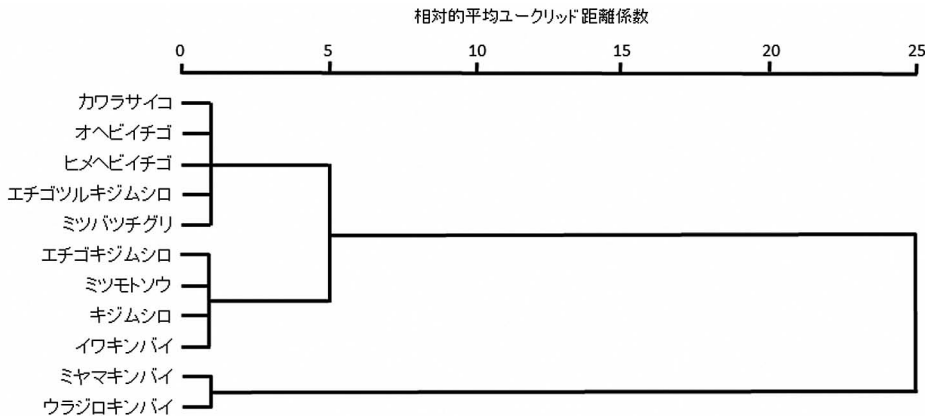 相対的平均ユークリッド距離係数
0 5 10 15 20 25
カワラサイコ
オヘビイチゴ
ヒメヘビイチゴ
エチゴツルキジムシロ
ミツバツチグリ
エチゴキジムシロ
ミツモトソウ
キジムシロ
イワキンバイ
ミヤマキンバイ
ウラジロキンバイ